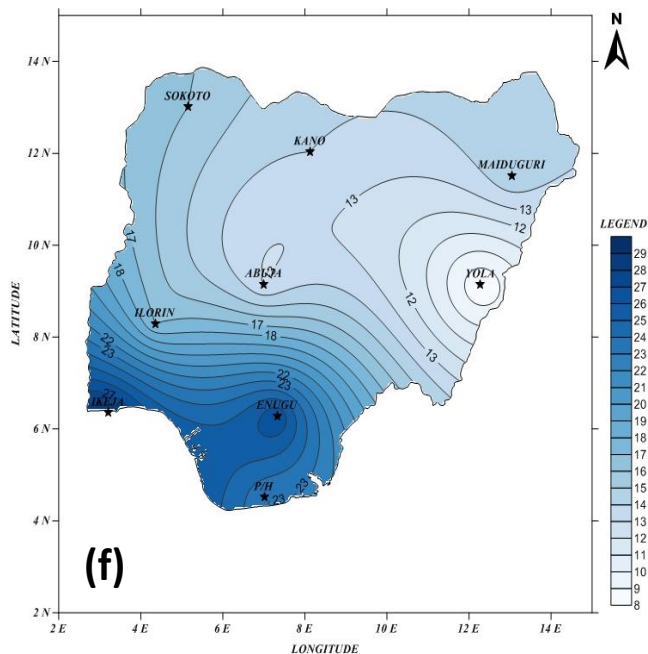 N
14 N
12 N
10 N
8 N
6 N
4 N
2 N
LATITUDE
SOKOTO
KANO
MAIDUGURI
13
13
12
17
18
ABUJA
YOLA
12
ILORIN
17
18
13
22
23
22
23
27
IKEJA
ENUGU
P/H
23
23
(f)
2 E
4 E
6 E
8 E
10 E
12 E
14 E
LONGITUDE
LEGEND
29
28
27
26
25
24
23
22
21
20
19
18
17
16
15
14
13
12
11
10
9
8